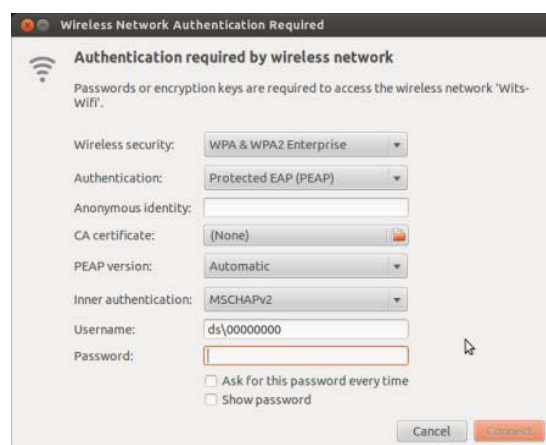 Wireless Network Authentication Required
Authentication required by wireless network
Passwords or encryption keys are required to access the wireless network 'Wits-
Wifi'.
Wireless security: WPA & WPA2 Enterprise
Authentication: Protected EAP (PEAP)
Anonymous identity:
CA certificate: (None)
PEAP version: Automatic
Inner authentication: MSCHAPv2
Username: ds\00000000
Password:
Ask for this password every time
Show password
Cancel Connect